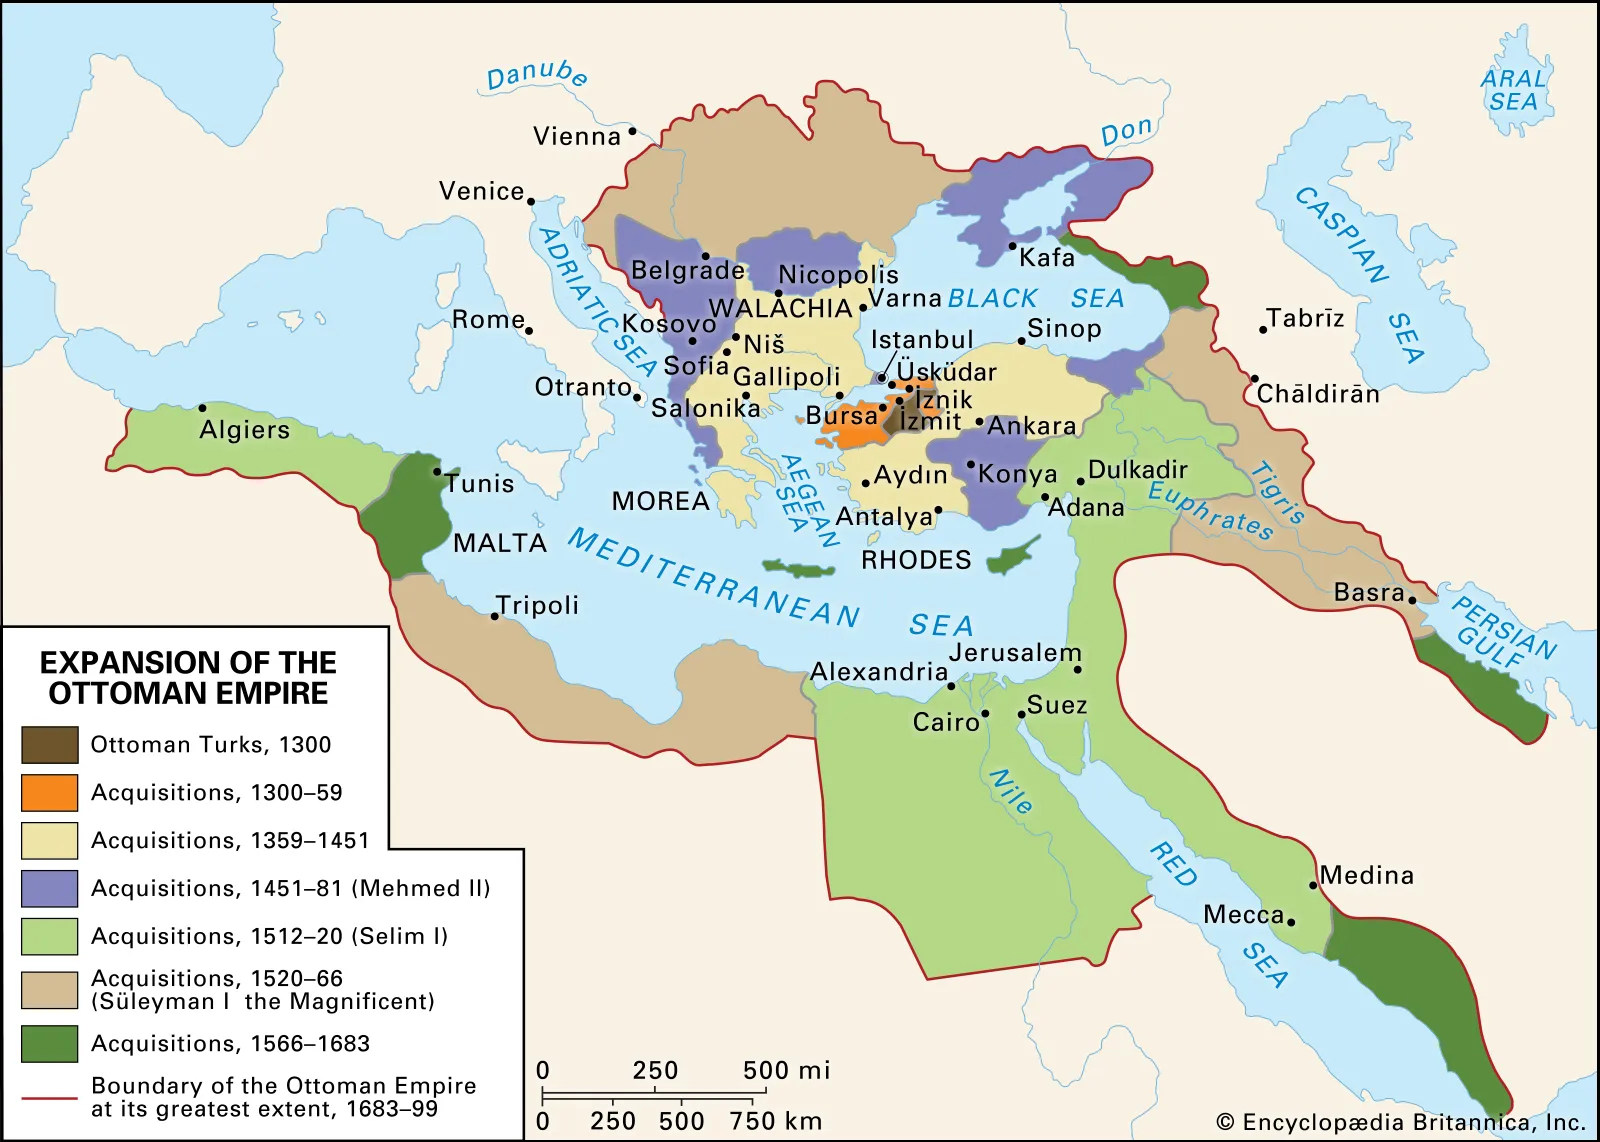 Danube
Vienna
Venice
ADRIATIC SEA
Rome
Otranto
Belgrade
Nicopolis
WALACHIA
Varna
Kosovo
Niš
Sofia
Gallipoli
Salonika
Istanbul
Üsküdar
İznik
İzmit
Bursa
Ankara
Sinop
BLACK SEA
Kafa
Don
ARAL
SEA
CASPIAN
SEA
Tabrīz
Chāldirān
Algiers
Tunis
MALTA
MOREA
AEGEAN
SEA
Aydın
Antalya
Konya
Dulkadir
Adana
Tigris
Euphrates
RHODES
MEDITERRANEAN
SEA
Tripoli
Basra
PERSIAN
GULF
Jerusalem
Alexandria
Cairo
Suez
Nile
RED
SEA
Medina
Mecca
EXPANSION OF THE
OTTOMAN EMPIRE
Ottoman Turks, 1300
Acquisitions, 1300–59
Acquisitions, 1359–1451
Acquisitions, 1451–81 (Mehmed II)
Acquisitions, 1512–20 (Selim I)
Acquisitions, 1520–66
(Süleyman I the Magnificent)
Acquisitions, 1566–1683
Boundary of the Ottoman Empire
at its greatest extent, 1683–99
0 250 500 mi
0 250 500 750 km
© Encyclopædia Britannica, Inc.